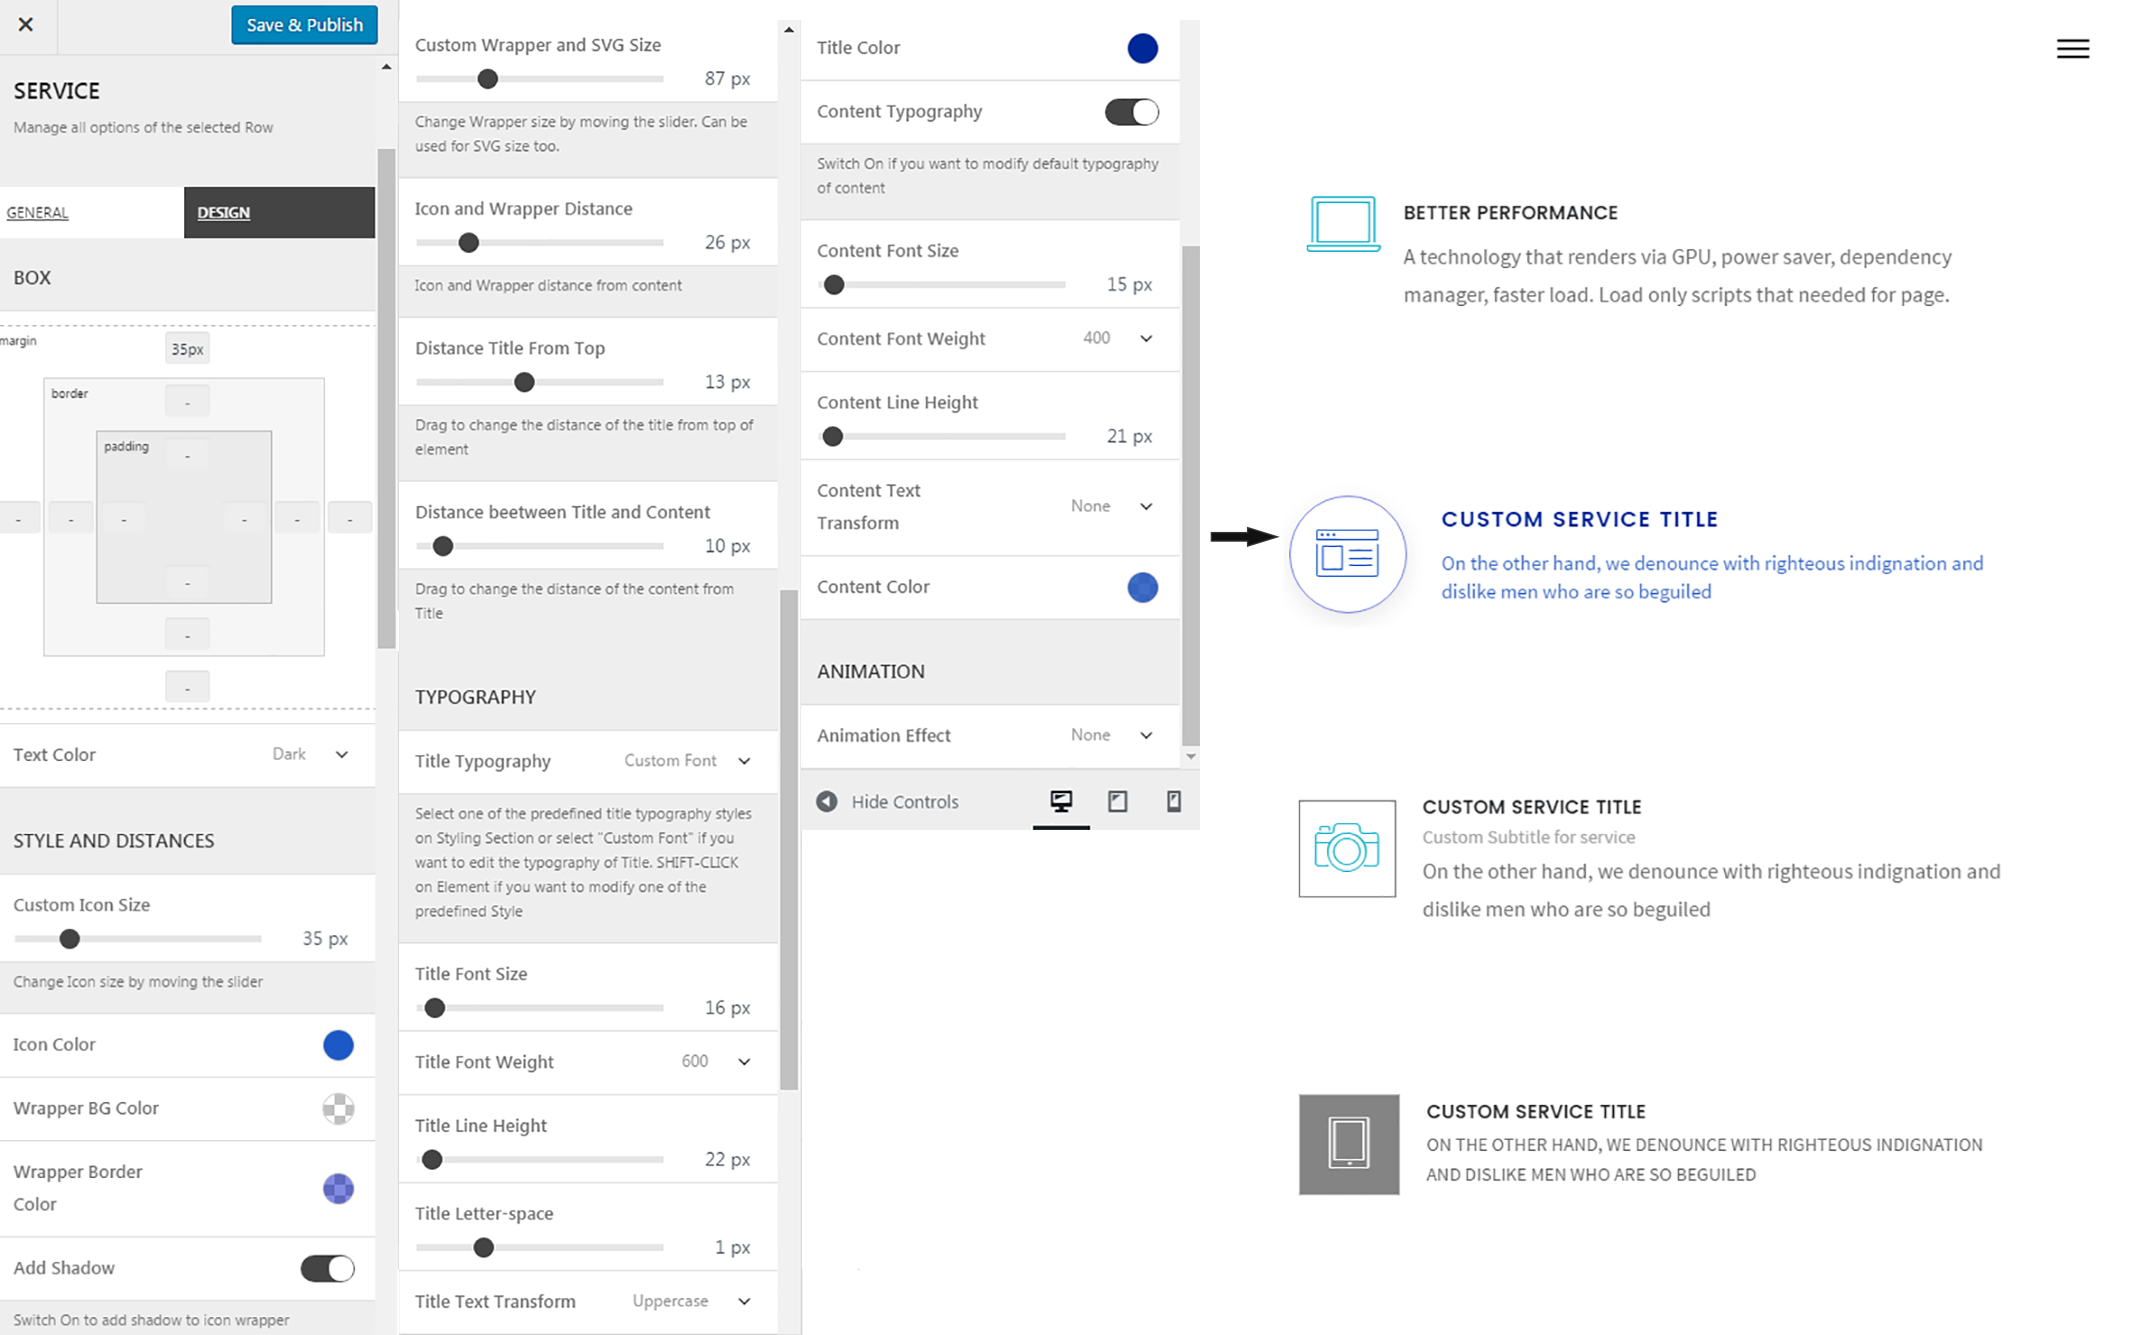 Save & Publish
SERVICE
Manage all options of the selected Row
GENERAL
DESIGN
BOX
margin
35px
border
-
padding
-
- - - - - -
-
-
-
Text Color Dark
STYLE AND DISTANCES
Custom Icon Size
35 px
Change Icon size by moving the slider
Icon Color
Wrapper BG Color
Wrapper Border
Color
Add Shadow
Switch On to add shadow to icon wrapper
Custom Wrapper and SVG Size
87 px
Change Wrapper size by moving the slider. Can be
used for SVG size too.
Icon and Wrapper Distance
26 px
Icon and Wrapper distance from content
Distance Title From Top
13 px
Drag to change the distance of the title from top of
element
Distance beetween Title and Content
10 px
Drag to change the distance of the content from
Title
TYPOGRAPHY
Title Typography Custom Font
Select one of the predefined title typography styles
on Styling Section or select "Custom Font" if you
want to edit the typography of Title. SHIFT-CLICK
on Element if you want to modify one of the
predefined Style
Title Font Size
16 px
Title Font Weight 600
Title Line Height
22 px
Title Letter-space
1 px
Title Text Transform Uppercase
Title Color
Content Typography
Switch On if you want to modify default typography
of content
Content Font Size
15 px
Content Font Weight 400
Content Line Height
21 px
Content Text
Transform
None
Content Color
ANIMATION
Animation Effect None
Hide Controls
BETTER PERFORMANCE
A technology that renders via GPU, power saver, dependency
manager, faster load. Load only scripts that needed for page.
CUSTOM SERVICE TITLE
On the other hand, we denounce with righteous indignation and
dislike men who are so beguiled
CUSTOM SERVICE TITLE
Custom Subtitle for service
On the other hand, we denounce with righteous indignation and
dislike men who are so beguiled
CUSTOM SERVICE TITLE
ON THE OTHER HAND, WE DENOUNCE WITH RIGHTEOUS INDIGNATION
AND DISLIKE MEN WHO ARE SO BEGUILED